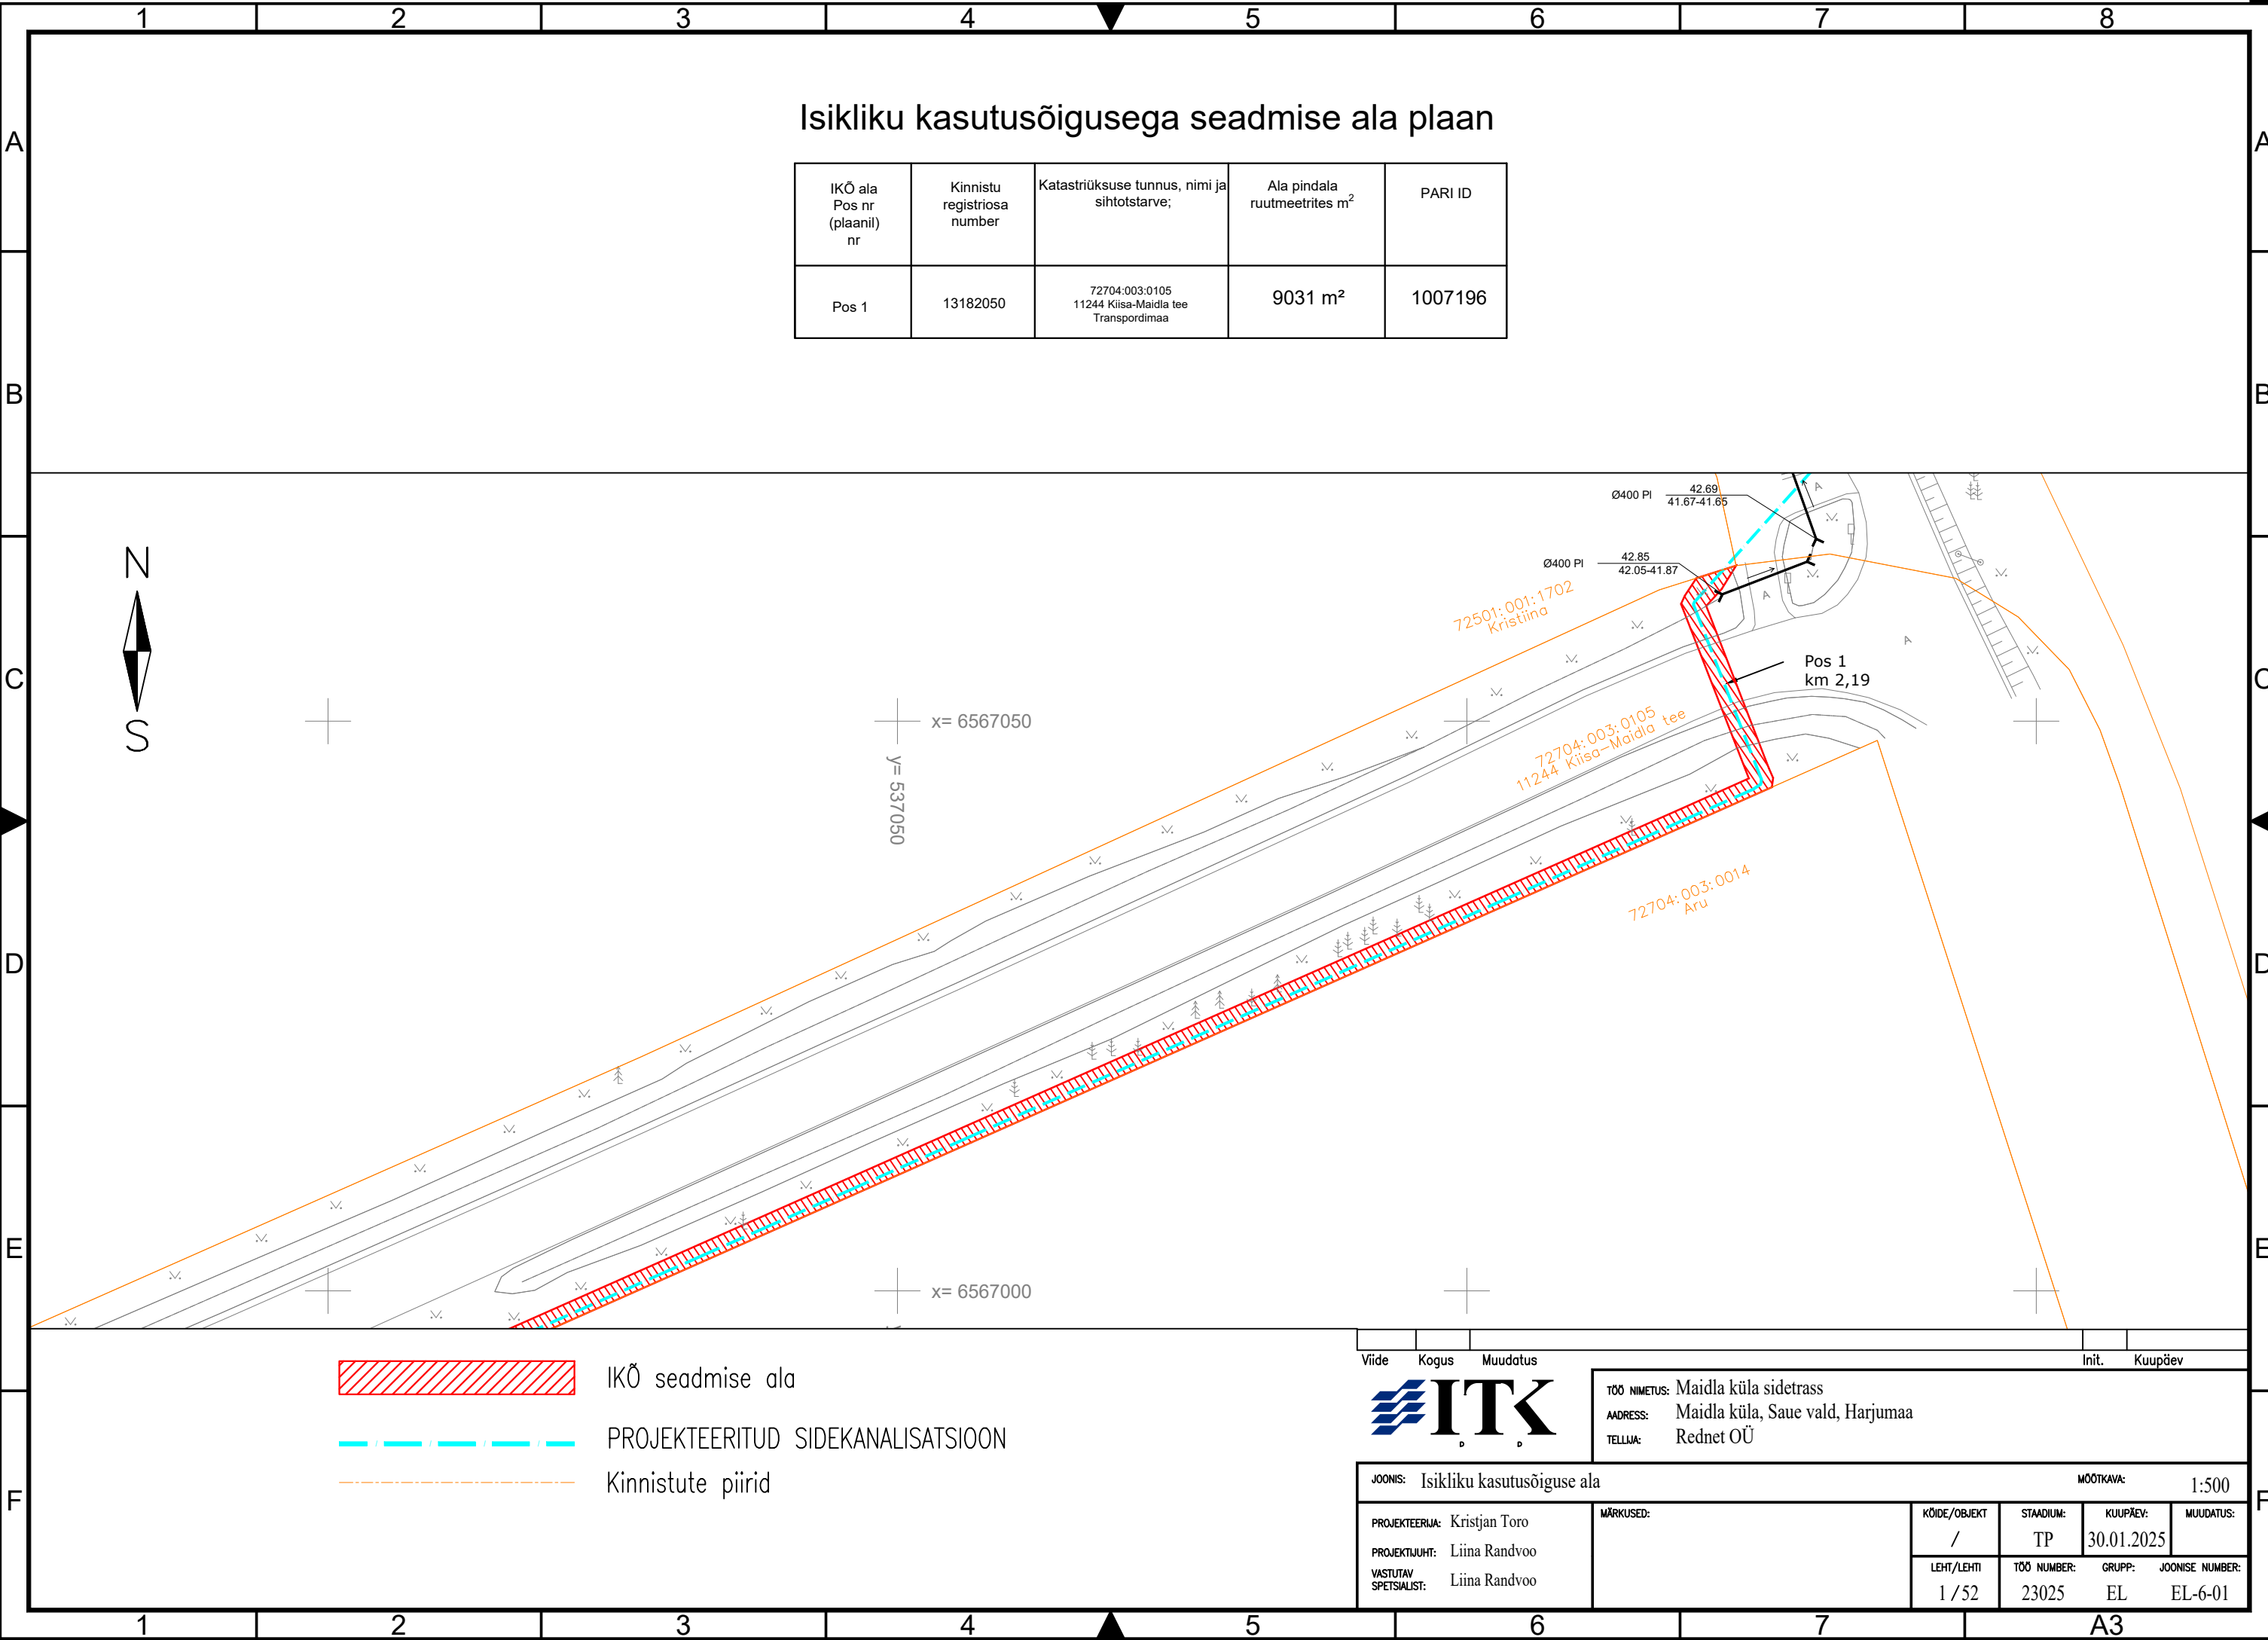 1 2 3 4 5 6 7 8
A A
B B
C C
D D
E E
F F
Isikliku kasutusõigusega seadmise ala plaan
IKÕ ala
Pos nr
(plaanil)
nr
Kinnistu
registriosa
number
Katastriüksuse tunnus, nimi ja
sihtotstarve;
Ala pindala
ruutmeetrites m²
PARI ID
Pos 1
13182050
72704:003:0105
11244 Kiisa-Maidla tee
Transpordimaa
9031 m²
1007196
N
S
Ø400 Pl
42.69
41.67-41.65
Ø400 Pl
42.85
42.05-41.87
A
A
A
72501:001:1702
Kristiina
Pos 1
km 2,19
x= 6567050
y= 537050
72704:003:0105
11244 Kiisa-Maidla tee
72704:003:0014
Aru
x= 6567000
IKÕ seadmise ala
PROJEKTEERITUD SIDEKANALISATSIOON
Kinnistute piirid
Viide Kogus Muudatus Init. Kuupäev
ITK
D D
TÖÖ NIMETUS: Maidla küla sidetrass
AADRESS: Maidla küla, Saue vald, Harjumaa
TELLIJA: Rednet OÜ
JOONIS: Isikliku kasutusõiguse ala
MÕÕTKAVA: 1:500
PROJEKTEERIJA: Kristjan Toro
PROJEKTIJUHT: Liina Randvoo
VASTUTAV
SPETSIALIST: Liina Randvoo
MÄRKUSED:
KÖIDE/OBJEKT STAADIUM: KUUPÄEV: MUUDATUS:
/ TP 30.01.2025
LEHT/LEHTI TÖÖ NUMBER: GRUPP: JOONISE NUMBER:
1 / 52 23025 EL EL-6-01
1 2 3 4 5 6 7 A3